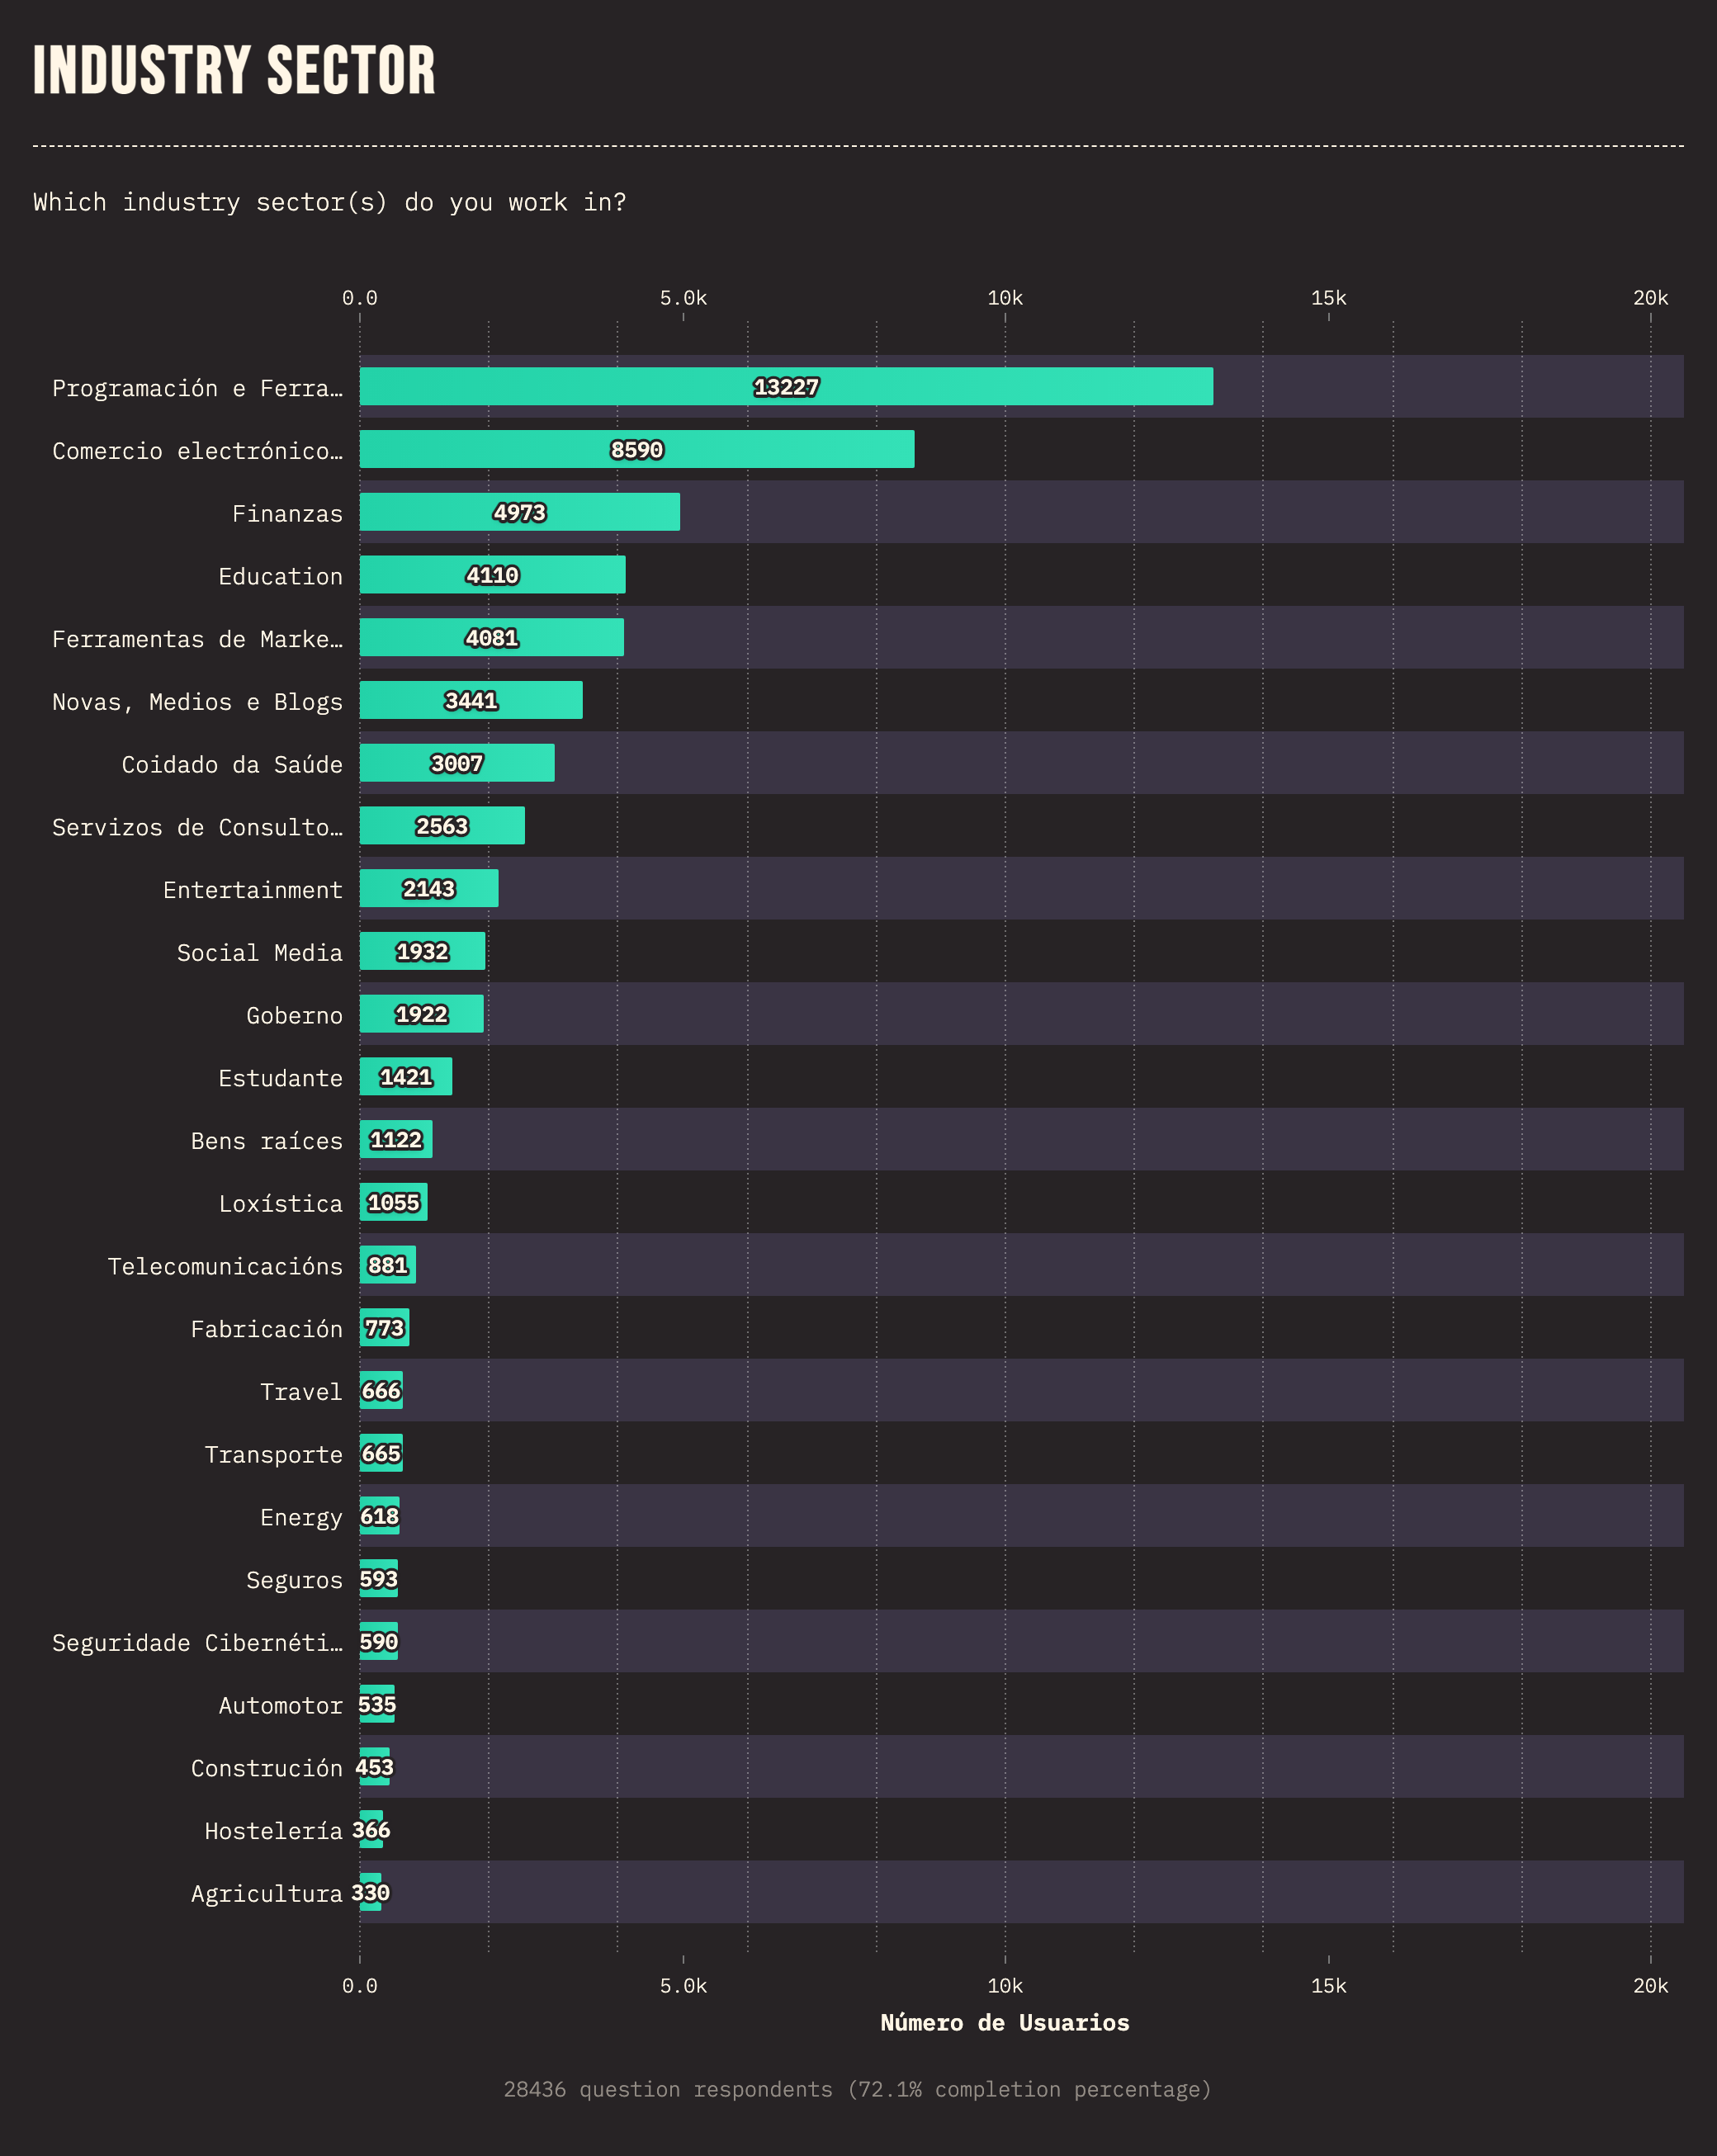 INDUSTRY SECTOR
Which industry sector(s) do you work in?
0.0 5.0k 10k 15k 20k
Programación e Ferra… 13227
Comercio electrónico… 8590
Finanzas 4973
Education 4110
Ferramentas de Marke… 4081
Novas, Medios e Blogs 3441
Coidado da Saúde 3007
Servizos de Consulto… 2563
Entertainment 2143
Social Media 1932
Goberno 1922
Estudante 1421
Bens raíces 1122
Loxística 1055
Telecomunicacións 881
Fabricación 773
Travel 666
Transporte 665
Energy 618
Seguros 593
Seguridade Cibernéti… 590
Automotor 535
Construción 453
Hostelería 366
Agricultura 330
0.0 5.0k 10k 15k 20k
Número de Usuarios
28436 question respondents (72.1% completion percentage)